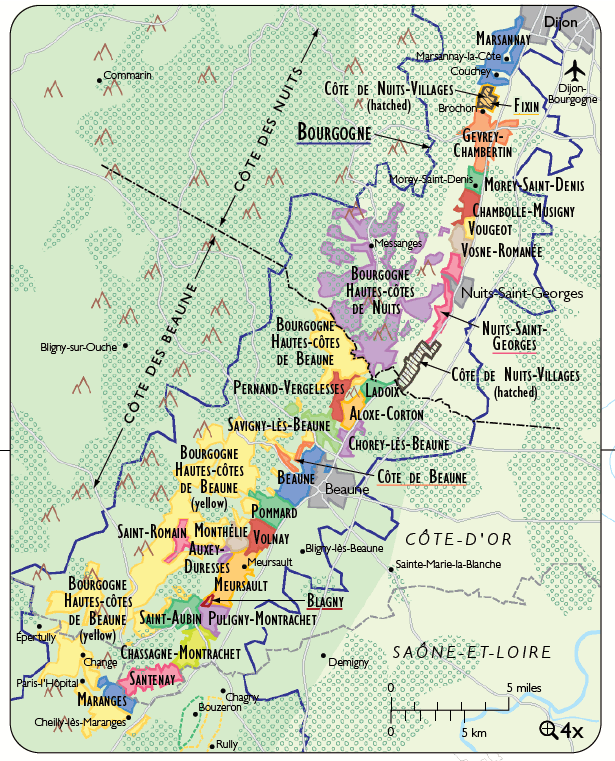 Dijon
MARSANNAY
Marsannay-la-Côte
Couchey
Commarin
CÔTE DE NUITS-VILLAGES
(hatched)
Dijon-
Bourgogne
Brochon
FIXIN
BOURGOGNE
GEVREY-
CHAMBERTIN
CÔTE DES NUITS
Morey-Saint-Denis
MOREY-SAINT-DENIS
CHAMBOLLE-MUSIGNY
VOUGEOT
Messanges
VOSNE-ROMANÉE
BOURGOGNE
HAUTES-CÔTES
DE NUITS
Nuits-Saint-Georges
BOURGOGNE
HAUTES-CÔTES
DE BEAUNE
NUITS-SAINT-
GEORGES
Bligny-sur-Ouche
CÔTE DES BEAUNE
CÔTE DE NUITS-VILLAGES
(hatched)
PERNAND-VERGELESSES
LADOIX
ALOXE-CORTON
SAVIGNY-LÈS-BEAUNE
CHOREY-LÈS-BEAUNE
BOURGOGNE
HAUTES-CÔTES
DE BEAUNE
(yellow)
BEAUNE
CÔTE DE BEAUNE
Beaune
POMMARD
SAINT-ROMAIN
MONTHÉLIE
VOLNAY
CÔTE-D'OR
AUXEY-
DURESSES
Bligny-lès-Beaune
Meursault
Sainte-Marie-la-Blanche
BOURGOGNE
HAUTES-CÔTES
DE BEAUNE
(yellow)
MEURSAULT
BLAGNY
SAINT-AUBIN
PULIGNY-MONTRACHET
Épertully
CHASSAGNE-MONTRACHET
SAÔNE-ET-LOIRE
Change
Demigny
Paris-l'Hôpital
SANTENAY
MARANGES
Chagny
0
5 miles
Cheilly-lès-Maranges
Bouzeron
0
5 km
4x
Rully